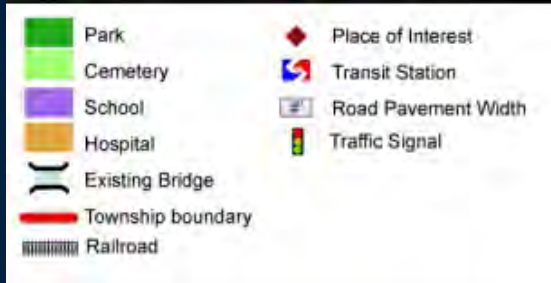 Park
Cemetery
School
Hospital
Existing Bridge
Township boundary
Railroad
Place of Interest
Transit Station
#' Road Pavement Width
Traffic Signal